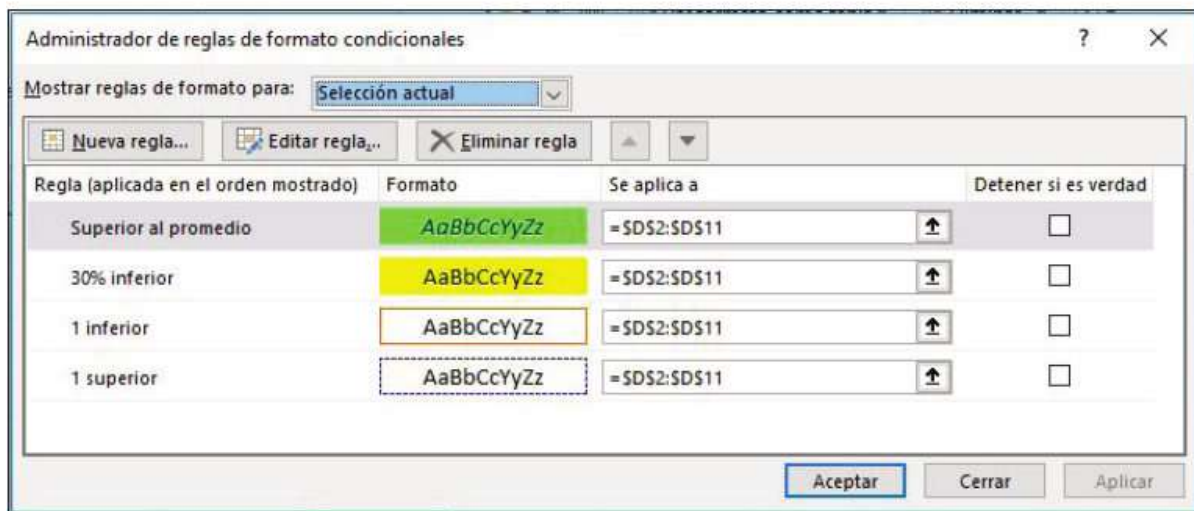 Administrador de reglas de formato condicionales ? ×
Mostrar reglas de formato para: Selección actual
Nueva regla... Editar regla... Eliminar regla
Regla (aplicada en el orden mostrado) Formato Se aplica a Detener si es verdad
Superior al promedio AaBbCcYyZz =$D$2:$D$11
30% inferior AaBbCcYyZz =$D$2:$D$11
1 inferior AaBbCcYyZz =$D$2:$D$11
1 superior AaBbCcYyZz =$D$2:$D$11
Aceptar Cerrar Aplicar